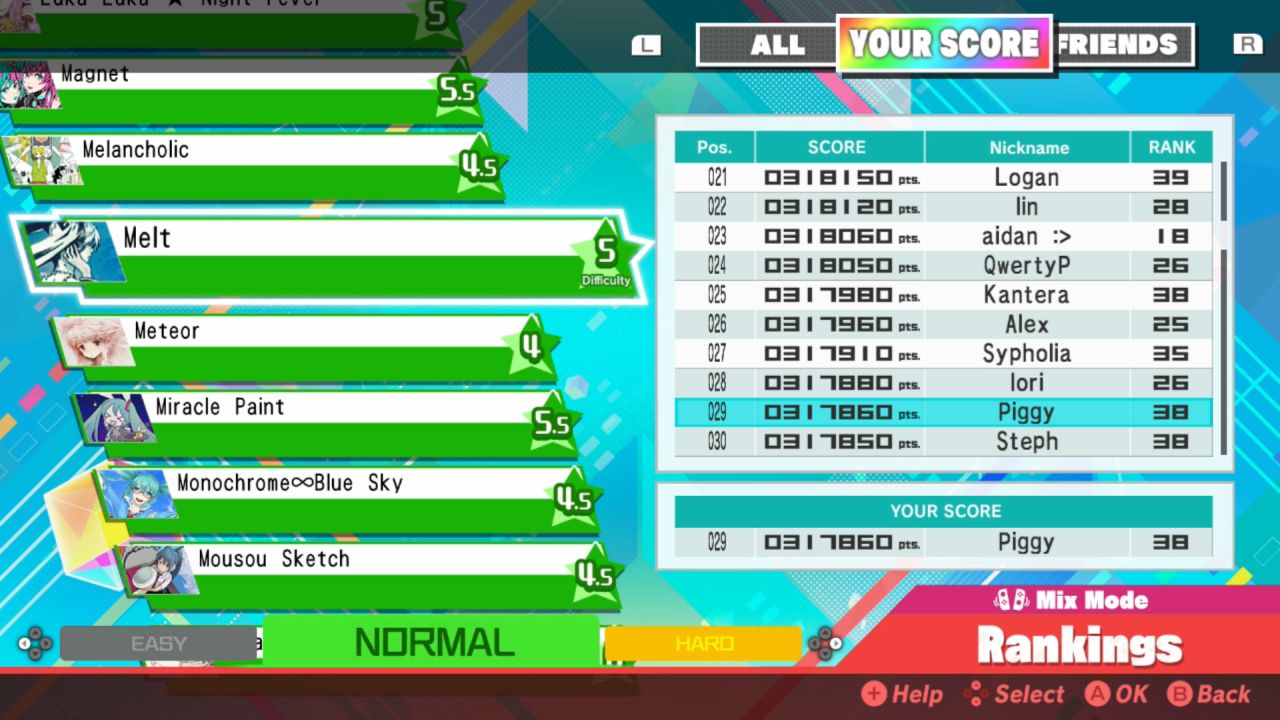 Luka Luka ★ Night Fever
5
Magnet
5.5
Melancholic
4.5
Melt
5
Difficulty
Meteor
4
Miracle Paint
5.5
Monochrome∞Blue Sky
4.5
Mousou Sketch
4.5
EASY
NORMAL
HARD
L
ALL
YOUR SCORE
FRIENDS
R
Pos. SCORE Nickname RANK
021 0318150 pts. Logan 39
022 0318120 pts. lin 28
023 0318060 pts. aidan :> 18
024 0318050 pts. QwertyP 26
025 0317980 pts. Kantera 38
026 0317960 pts. Alex 25
027 0317910 pts. Sypholia 35
028 0317880 pts. lori 26
029 0317860 pts. Piggy 38
030 0317850 pts. Steph 38
YOUR SCORE
029 0317860 pts. Piggy 38
Mix Mode
Rankings
+ Help Select A OK B Back